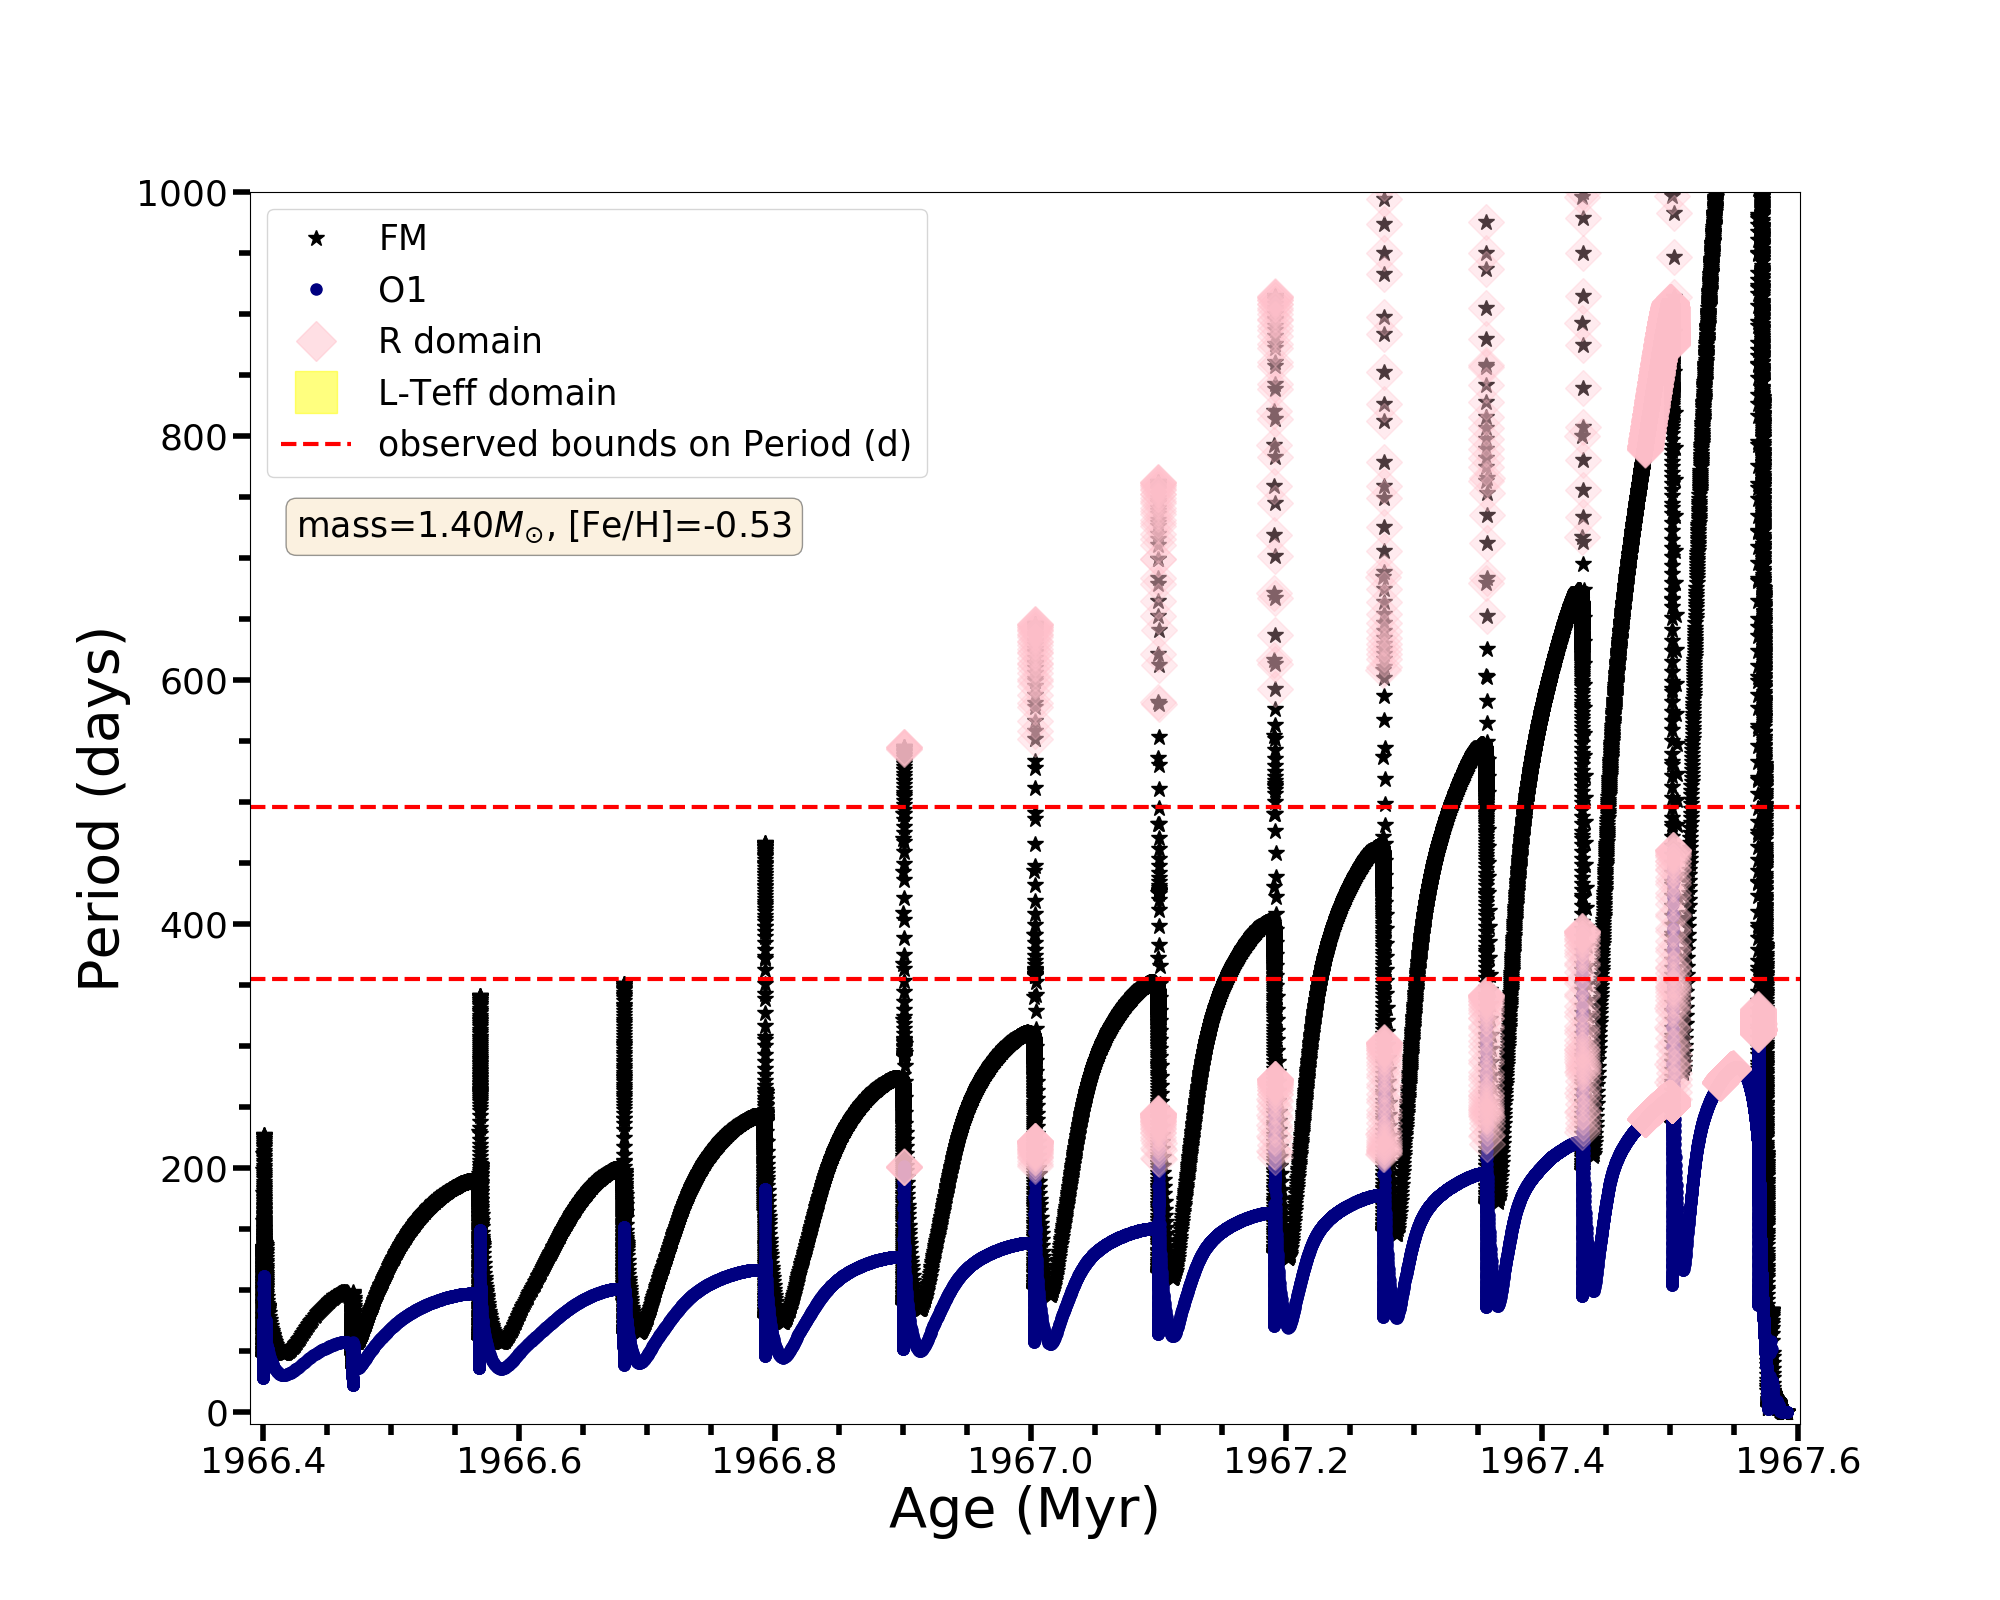 1000
800
600
400
200
0
Period (days)
FM
O1
R domain
L-Teff domain
observed bounds on Period (d)
mass=1.40M⊙, [Fe/H]=-0.53
1966.4 1966.6 1966.8 1967.0 1967.2 1967.4 1967.6
Age (Myr)